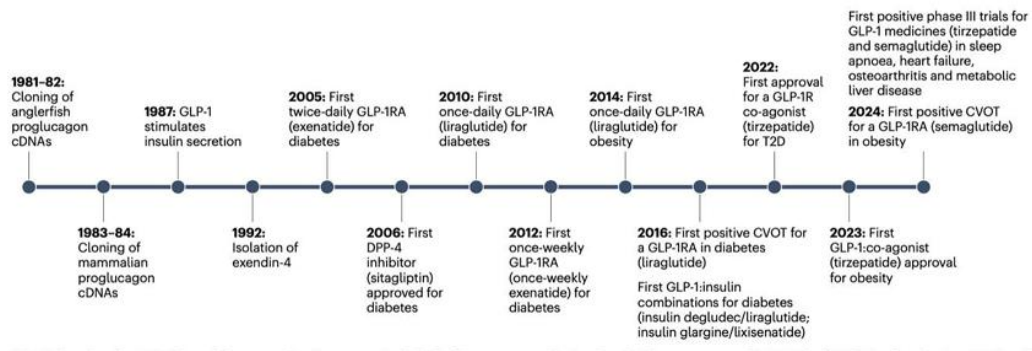 1981–82:
Cloning of
anglerfish
proglucagon
cDNAs
1983–84:
Cloning of
mammalian
proglucagon
cDNAs
1987: GLP-1
stimulates
insulin secretion
1992:
Isolation of
exendin-4
2005: First
twice-daily GLP-1RA
(exenatide) for
diabetes
2006: First
DPP-4
inhibitor
(sitagliptin)
approved for
diabetes
2010: First
once-daily GLP-1RA
(liraglutide) for
diabetes
2012: First
once-weekly
GLP-1RA
(once-weekly
exenatide) for
diabetes
2014: First
once-daily GLP-1RA
(liraglutide) for
obesity
2016: First positive CVOT for
a GLP-1RA in diabetes
(liraglutide)
First GLP-1:insulin
combinations for diabetes
(insulin degludec/liraglutide;
insulin glargine/lixisenatide)
2022:
First approval
for a GLP-1R
co-agonist
(tirzepatide)
for T2D
2023: First
GLP-1:co-agonist
(tirzepatide) approval
for obesity
First positive phase III trials for
GLP-1 medicines (tirzepatide
and semaglutide) in sleep
apnoea, heart failure,
osteoarthritis and metabolic
liver disease
2024: First positive CVOT
for a GLP-1RA (semaglutide)
in obesity